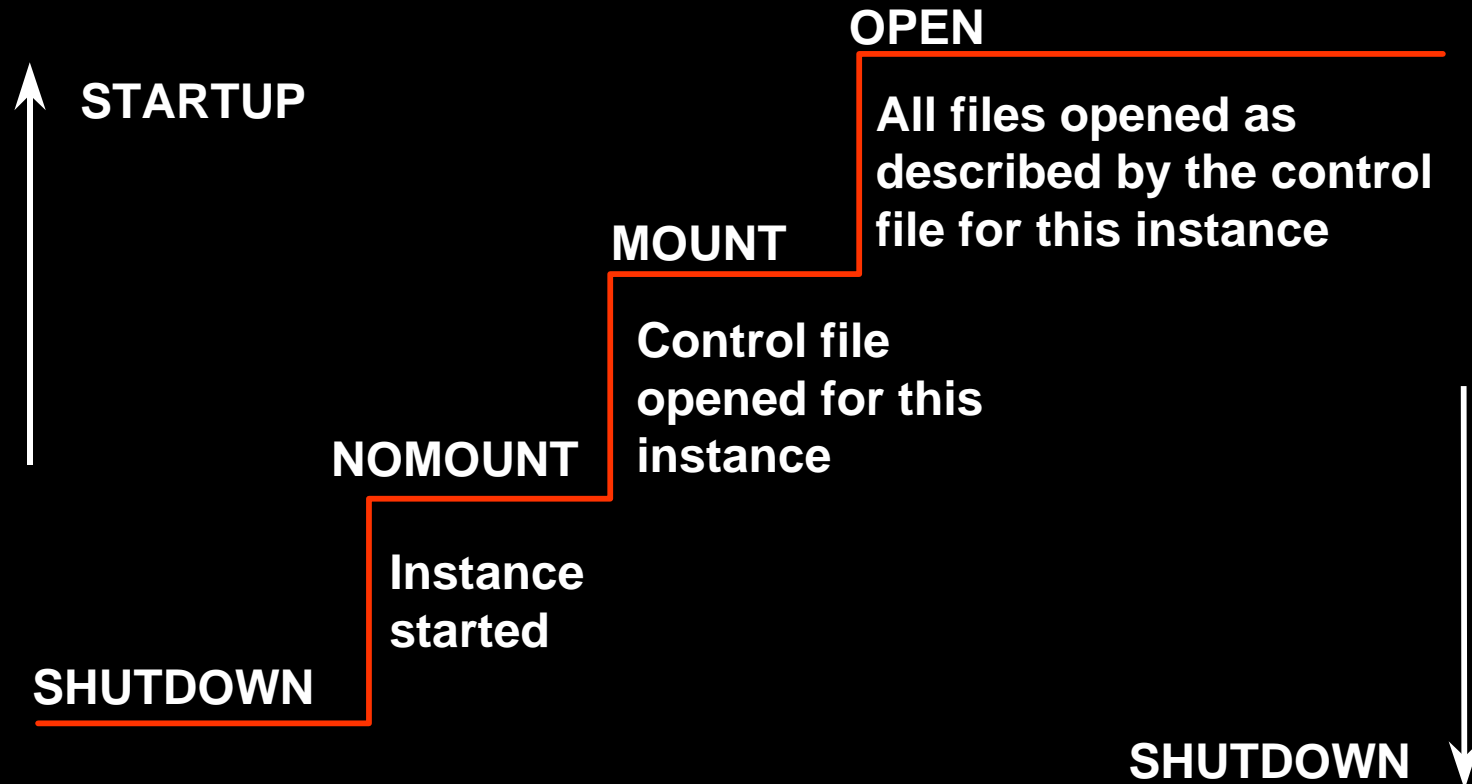 OPEN
STARTUP
All files opened as
described by the control
file for this instance
MOUNT
Control file
opened for this
instance
NOMOUNT
Instance
started
SHUTDOWN
SHUTDOWN